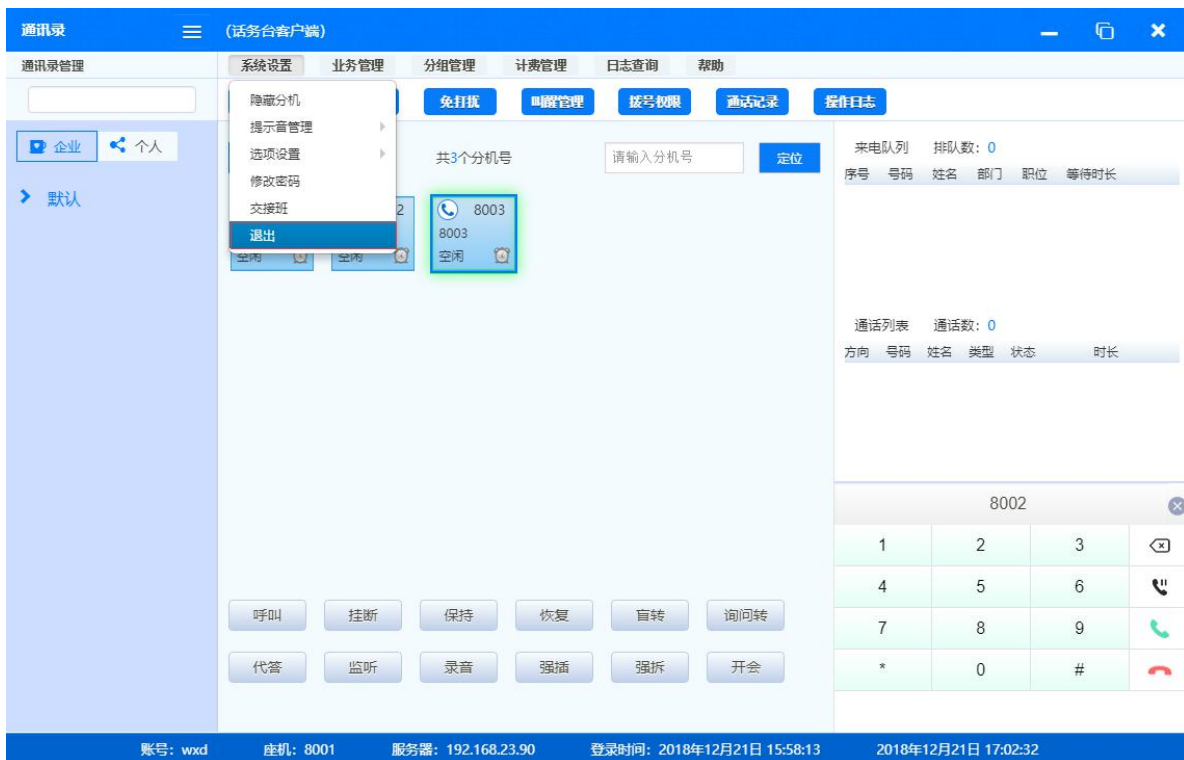 通讯录 (话务台客户端)
通讯录管理 系统设置 业务管理 分组管理 计费管理 日志查询 帮助
免打扰 叫醒管理 拨号权限 通话记录 操作日志
隐藏分机
提示音管理
选项设置
修改密码
交接班
退出
企业 个人
默认
共3个分机号 请输入分机号 定位
2 8003
8003
空闲 空闲 空闲
来电队列 排队数: 0
序号 号码 姓名 部门 职位 等待时长
通话列表 通话数: 0
方向 号码 姓名 类型 状态 时长
8002
1 2 3
4 5 6
7 8 9
* 0 #
呼叫 挂断 保持 恢复 盲转 询问转
代答 监听 录音 强插 强拆 开会
账号: wxd 座机: 8001 服务器: 192.168.23.90 登录时间: 2018年12月21日 15:58:13 2018年12月21日 17:02:32